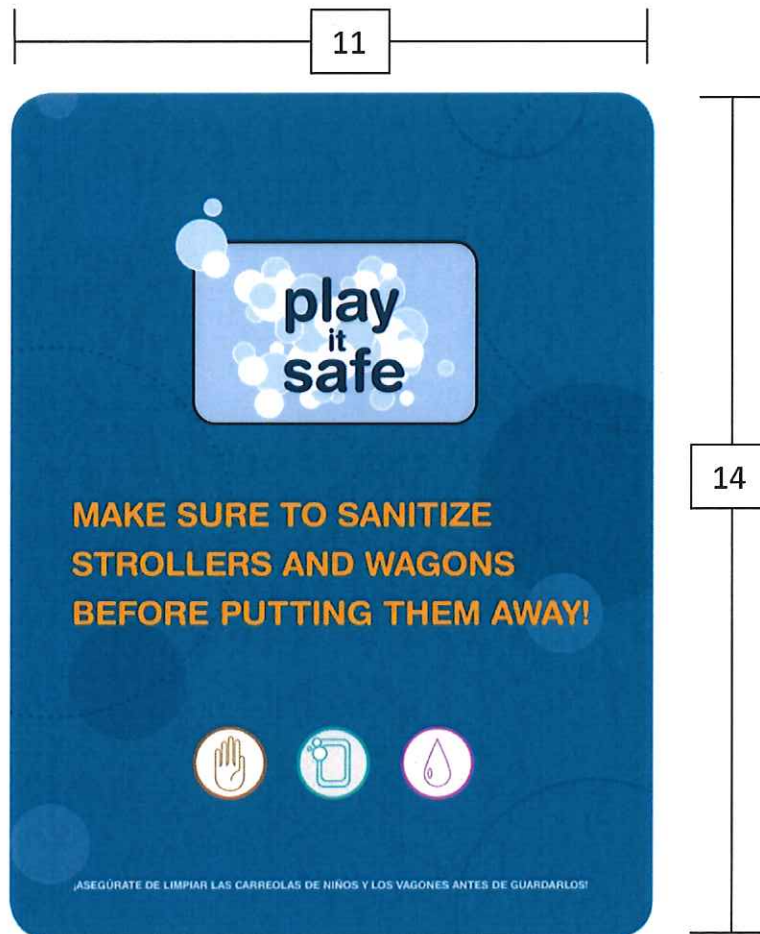 11
play
it
safe
14
MAKE SURE TO SANITIZE
STROLLERS AND WAGONS
BEFORE PUTTING THEM AWAY!
¡ASEGÚRATE DE LIMPIAR LAS CARREOLAS DE NIÑOS Y LOS VAGONES ANTES DE GUARDARLOS!